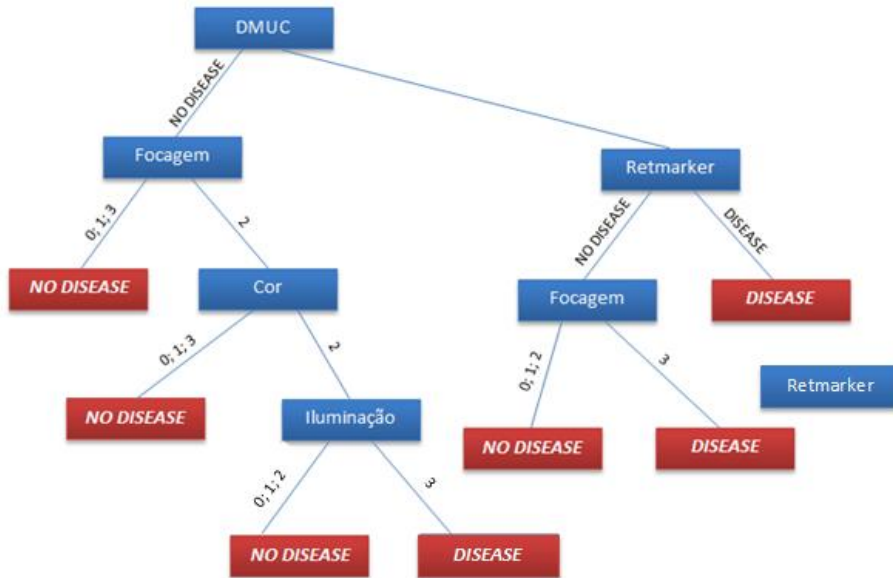 DMUC
NO DISEASE
Focagem
Retmarker
0; 1; 3
2
NO DISEASE
DISEASE
NO DISEASE
Cor
Focagem
DISEASE
0; 1; 3
2
0; 1; 2
3
Retmarker
NO DISEASE
Iluminação
NO DISEASE
DISEASE
0; 1; 2
3
NO DISEASE
DISEASE